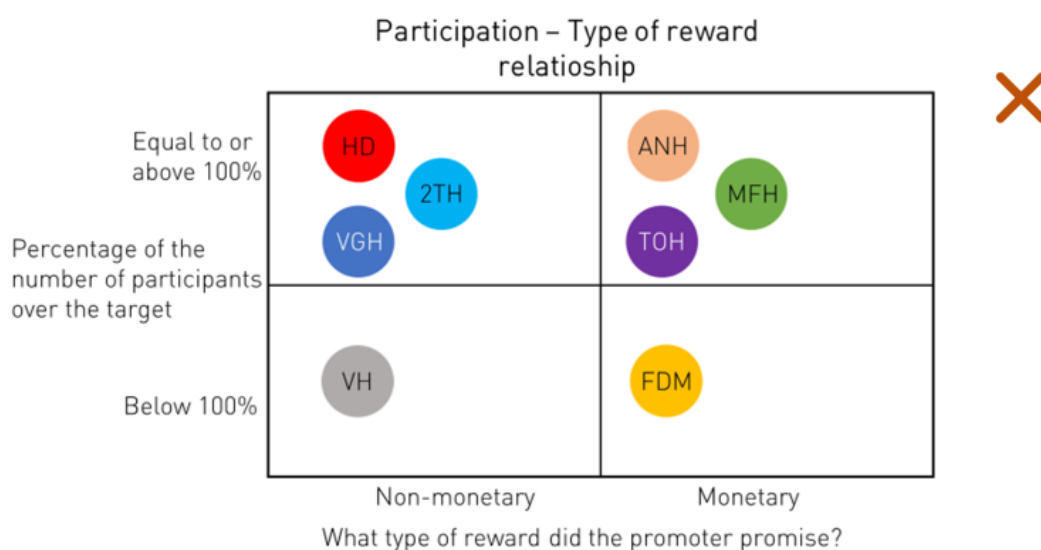 Participation – Type of reward
relatioship
Equal to or
above 100%
HD
2TH
VGH
ANH
MFH
TOH
Percentage of the
number of participants
over the target
VH
FDM
Below 100%
Non-monetary
Monetary
What type of reward did the promoter promise?